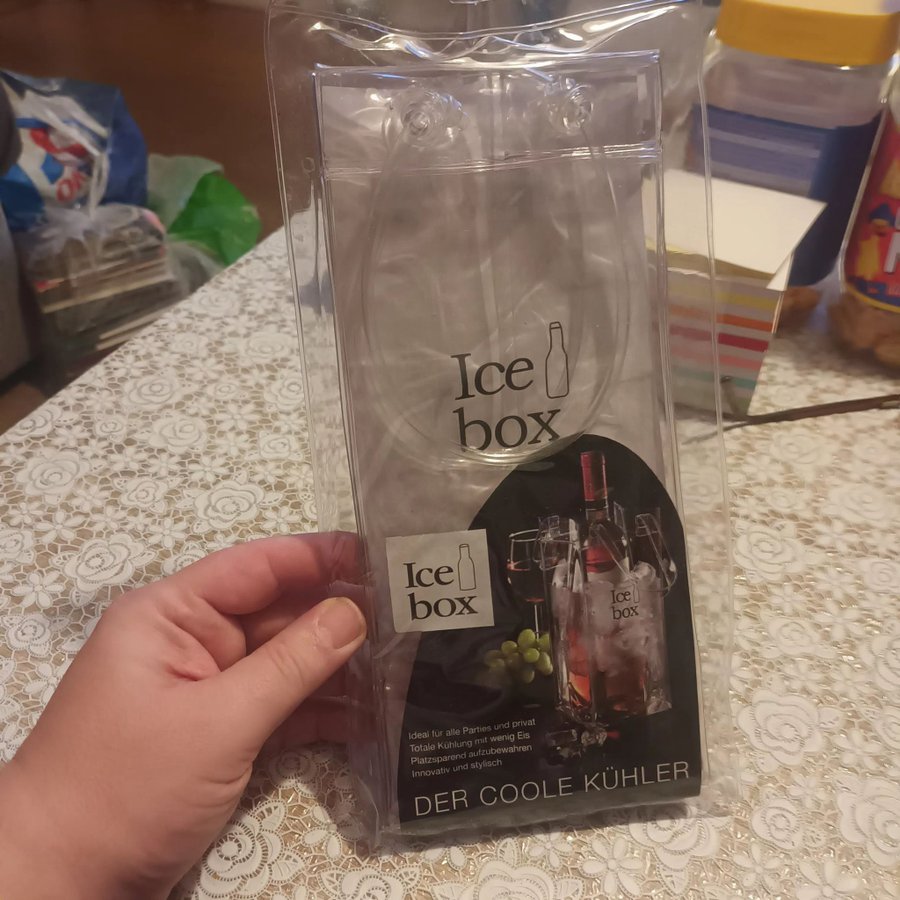 Ice
box
Ice
box
Ice
box
Ideal für alle Parties und privat
Totale Kühlung mit wenig Eis
Platzsparend aufzubewahren
Innovativ und stylisch
DER COOLE KÜHLER